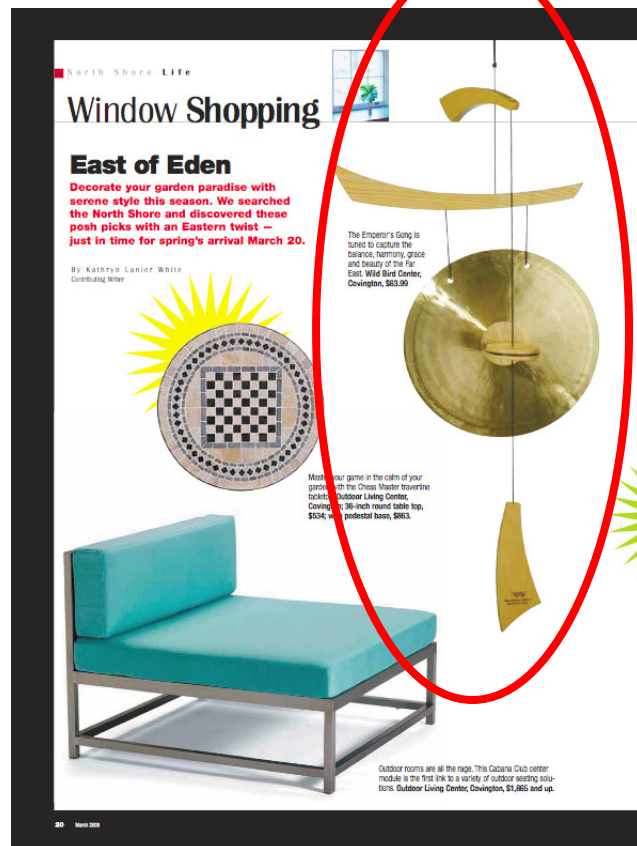 North Shore Life
Window Shopping
East of Eden
Decorate your garden paradise with
serene style this season. We searched
the North Shore and discovered these
posh picks with an Eastern twist —
just in time for spring's arrival March 20.
By Kathryn Lanier White
Contributing Writer
The Emperor's Gong is
tuned to capture the
balance, harmony, grace
and beauty of the Far
East. Wild Bird Center,
Covington, $63.99
Master your game in the calm of your
garden with the Chess Master travertine
tabletop. Outdoor Living Center,
Covington; 36-inch round table top,
$534; with pedestal base, $863.
Outdoor rooms are all the rage. This Cabana Club center
module is the first link to a variety of outdoor seating solu-
tions. Outdoor Living Center, Covington, $1,865 and up.
20 March 2009